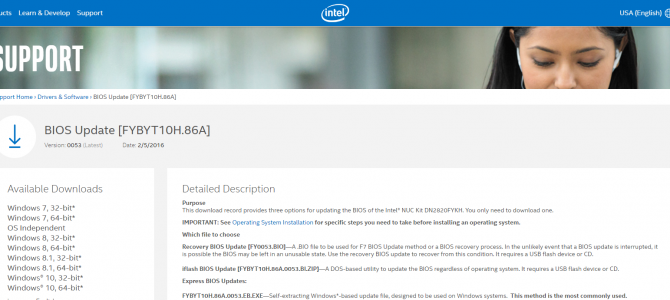 ucts Learn & Develop Support
intel
USA (English)
SUPPORT
pport Home › Drivers & Software › BIOS Update [FYBYT10H.86A]
BIOS Update [FYBYT10H.86A]
Version: 0053 (Latest) Date: 2/5/2016
Available Downloads
Windows 7, 32-bit*
Windows 7, 64-bit*
OS Independent
Windows 8, 32-bit*
Windows 8, 64-bit*
Windows 8.1, 32-bit*
Windows 8.1, 64-bit*
Windows* 10, 32-bit*
Windows* 10, 64-bit*
Detailed Description
Purpose
This download record provides three options for updating the BIOS of the Intel® NUC Kit DN2820FYKH. You only need to download one.
IMPORTANT: See Operating System Installation for specific steps you need to take before installing an operating system.
Which file to choose
Recovery BIOS Update [FY0053.BIO]—A .BIO file to be used for F7 BIOS Update method or a BIOS recovery process. In the unlikely event that a BIOS update is interrupted, it
is possible the BIOS may be left in an unusable state. Use the recovery BIOS update to recover from this condition. It requires a USB flash device or CD.
iflash BIOS Update [FYBYT10H.86A.0053.BI.ZIP]—A DOS-based utility to update the BIOS regardless of operating system. It requires a USB flash device or CD.
Express BIOS Updates:
FYBYT10H.86A.0053.EB.EXE—Self-extracting Windows*-based update file, designed to be used on Windows systems. This method is the most commonly used.